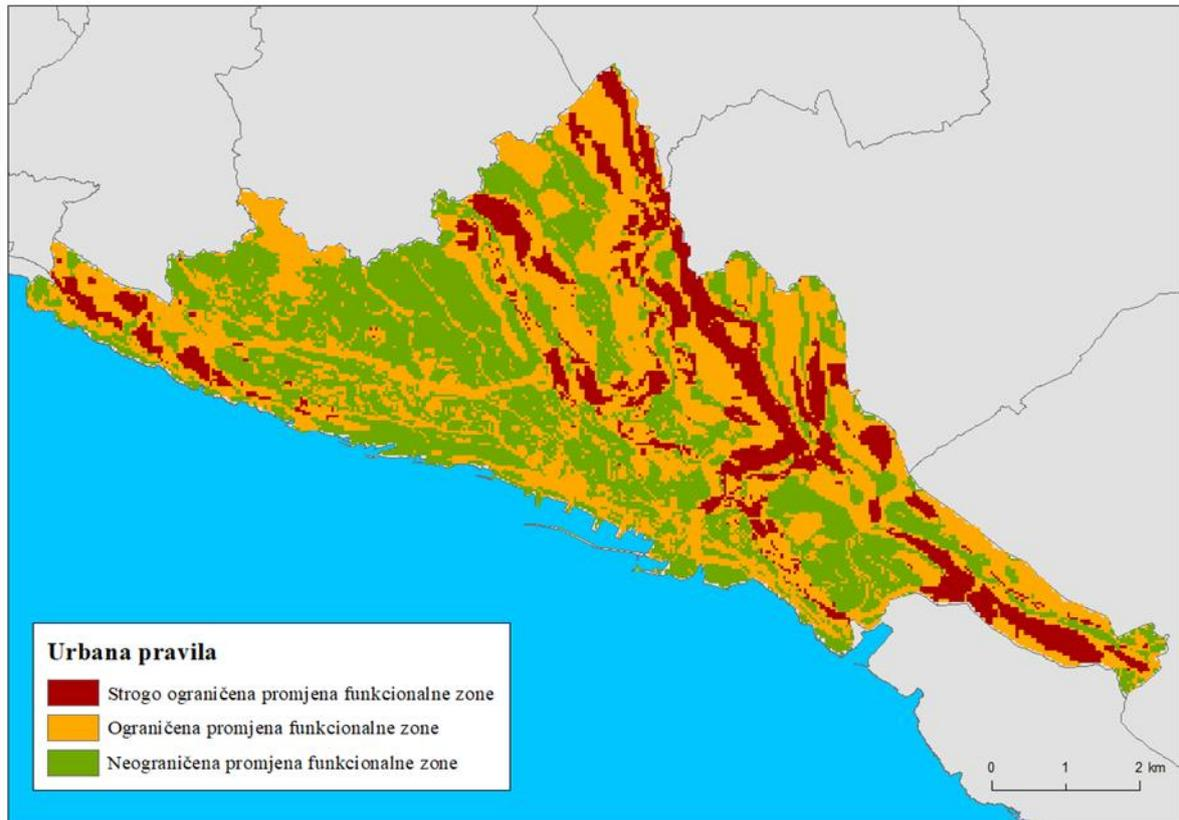 Urbana pravila
Strogo ograničena promjena funkcionalne zone
Ograničena promjena funkcionalne zone
Neograničena promjena funkcionalne zone
0 1 2 km